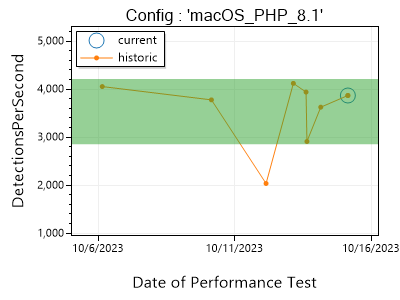 Config : 'macOS_PHP_8.1'
current
historic
5,000
4,000
3,000
2,000
1,000
DetectionsPerSecond
10/6/2023
10/11/2023
10/16/2023
Date of Performance Test